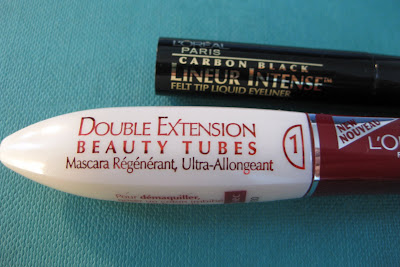 L'ORÉAL
PARIS
CARBON BLACK
LINEUR INTENSE™
FELT TIP LIQUID EYELINER
DOUBLE EXTENSION
BEAUTY TUBES
Mascara Régénérant, Ultra-Allongeant
1
NEW
NOUVEAU
L'O
Pour démaquiller,